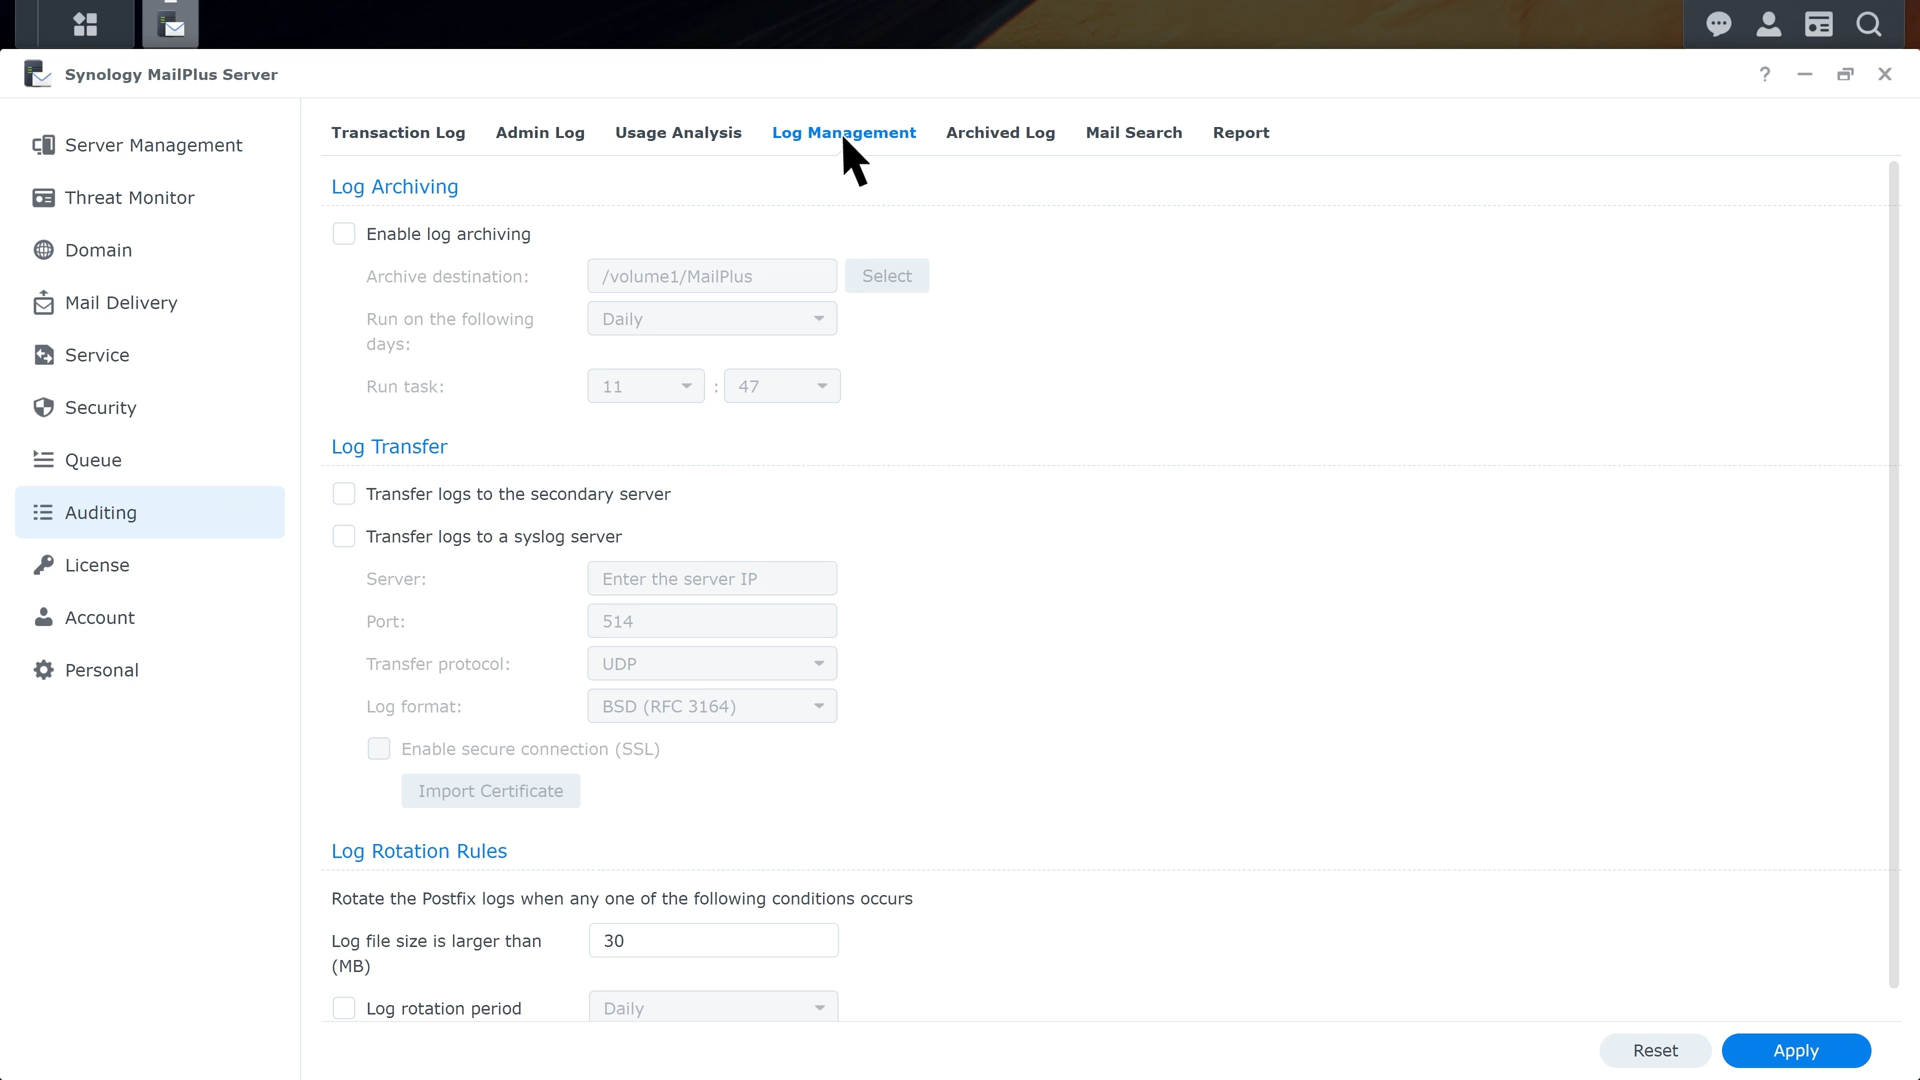 Synology MailPlus Server
?
Server Management
Threat Monitor
Domain
Mail Delivery
Service
Security
Queue
Auditing
License
Account
Personal
Transaction Log Admin Log Usage Analysis Log Management Archived Log Mail Search Report
Log Archiving
Enable log archiving
Archive destination: /volume1/MailPlus Select
Run on the following Daily
days:
Run task: 11 : 47
Log Transfer
Transfer logs to the secondary server
Transfer logs to a syslog server
Server: Enter the server IP
Port: 514
Transfer protocol: UDP
Log format: BSD (RFC 3164)
Enable secure connection (SSL)
Import Certificate
Log Rotation Rules
Rotate the Postfix logs when any one of the following conditions occurs
Log file size is larger than 30
(MB)
Log rotation period Daily
Reset Apply